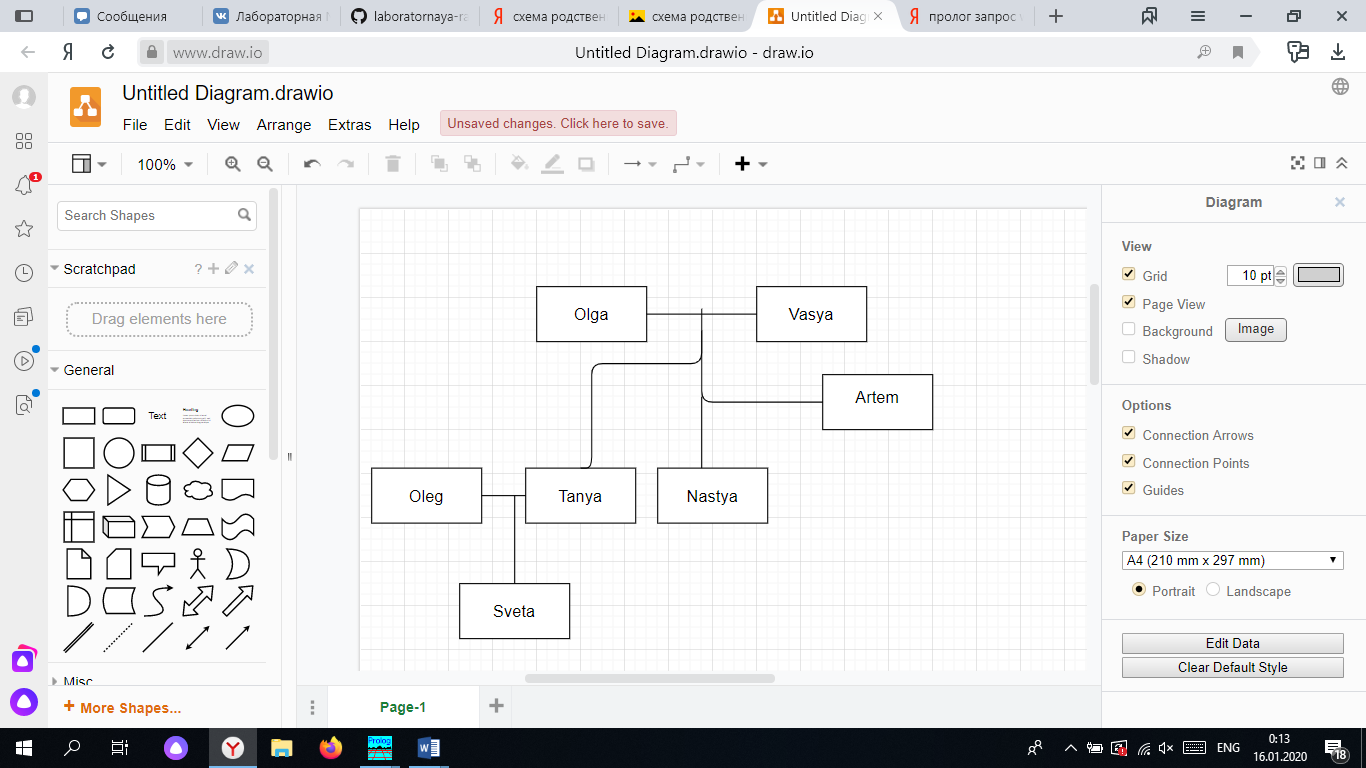 Сообщения
Лабораторная
laboratornaya-ra
схема родствен
схема родствен
Untitled Diag
пролог запрос
www.draw.io
Untitled Diagram.drawio - draw.io
Untitled Diagram.drawio
File Edit View Arrange Extras Help
Unsaved changes. Click here to save.
100%
1
Search Shapes
Scratchpad
?
Drag elements here
General
Text
Heading
Misc
More Shapes...
Olga
Vasya
Artem
Oleg
Tanya
Nastya
Sveta
Page-1
Diagram
View
Grid
10 pt
Page View
Background
Image
Shadow
Options
Connection Arrows
Connection Points
Guides
Paper Size
A4 (210 mm x 297 mm)
Portrait
Landscape
Edit Data
Clear Default Style
Prolog
ENG
0:13
16.01.2020
18